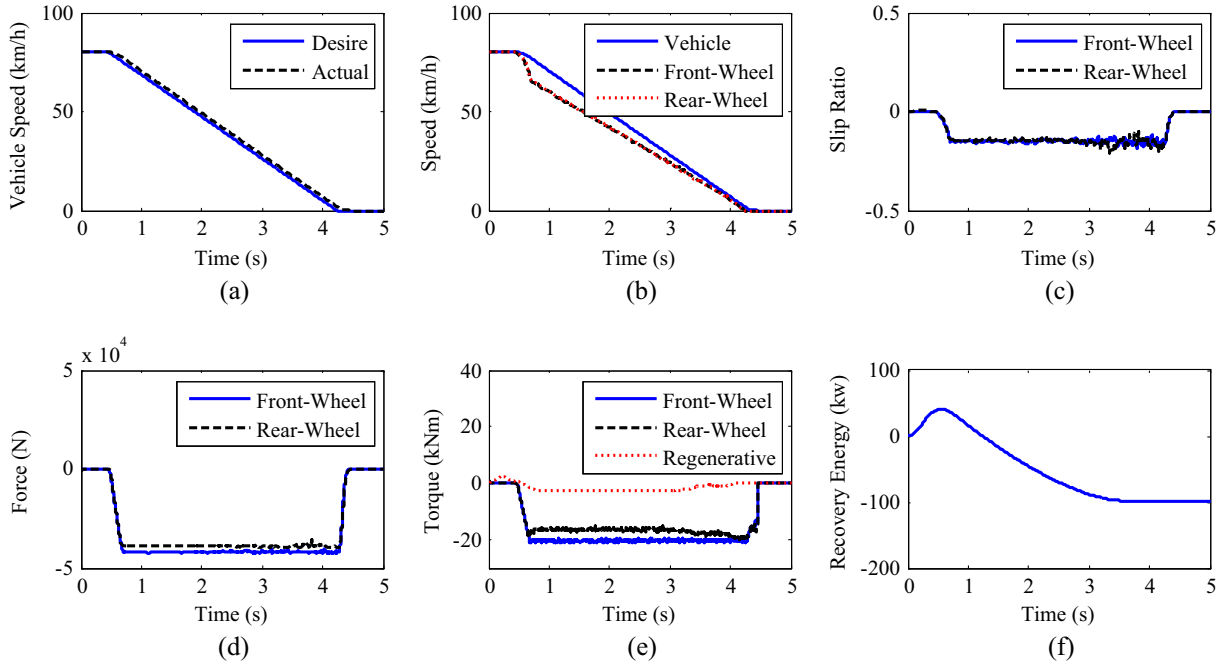 100
50
0
Vehicle Speed (km/h)
Desire
Actual
0 1 2 3 4 5
Time (s)
(a)
100
50
0
Speed (km/h)
Vehicle
Front-Wheel
Rear-Wheel
0 1 2 3 4 5
Time (s)
(b)
0.5
0
-0.5
Slip Ratio
Front-Wheel
Rear-Wheel
0 1 2 3 4 5
Time (s)
(c)
x 10^4
5
0
-5
Force (N)
Front-Wheel
Rear-Wheel
0 1 2 3 4 5
Time (s)
(d)
40
20
0
-20
Torque (kNm)
Front-Wheel
Rear-Wheel
Regenerative
0 1 2 3 4 5
Time (s)
(e)
100
0
-100
-200
Recovery Energy (kw)
0 1 2 3 4 5
Time (s)
(f)